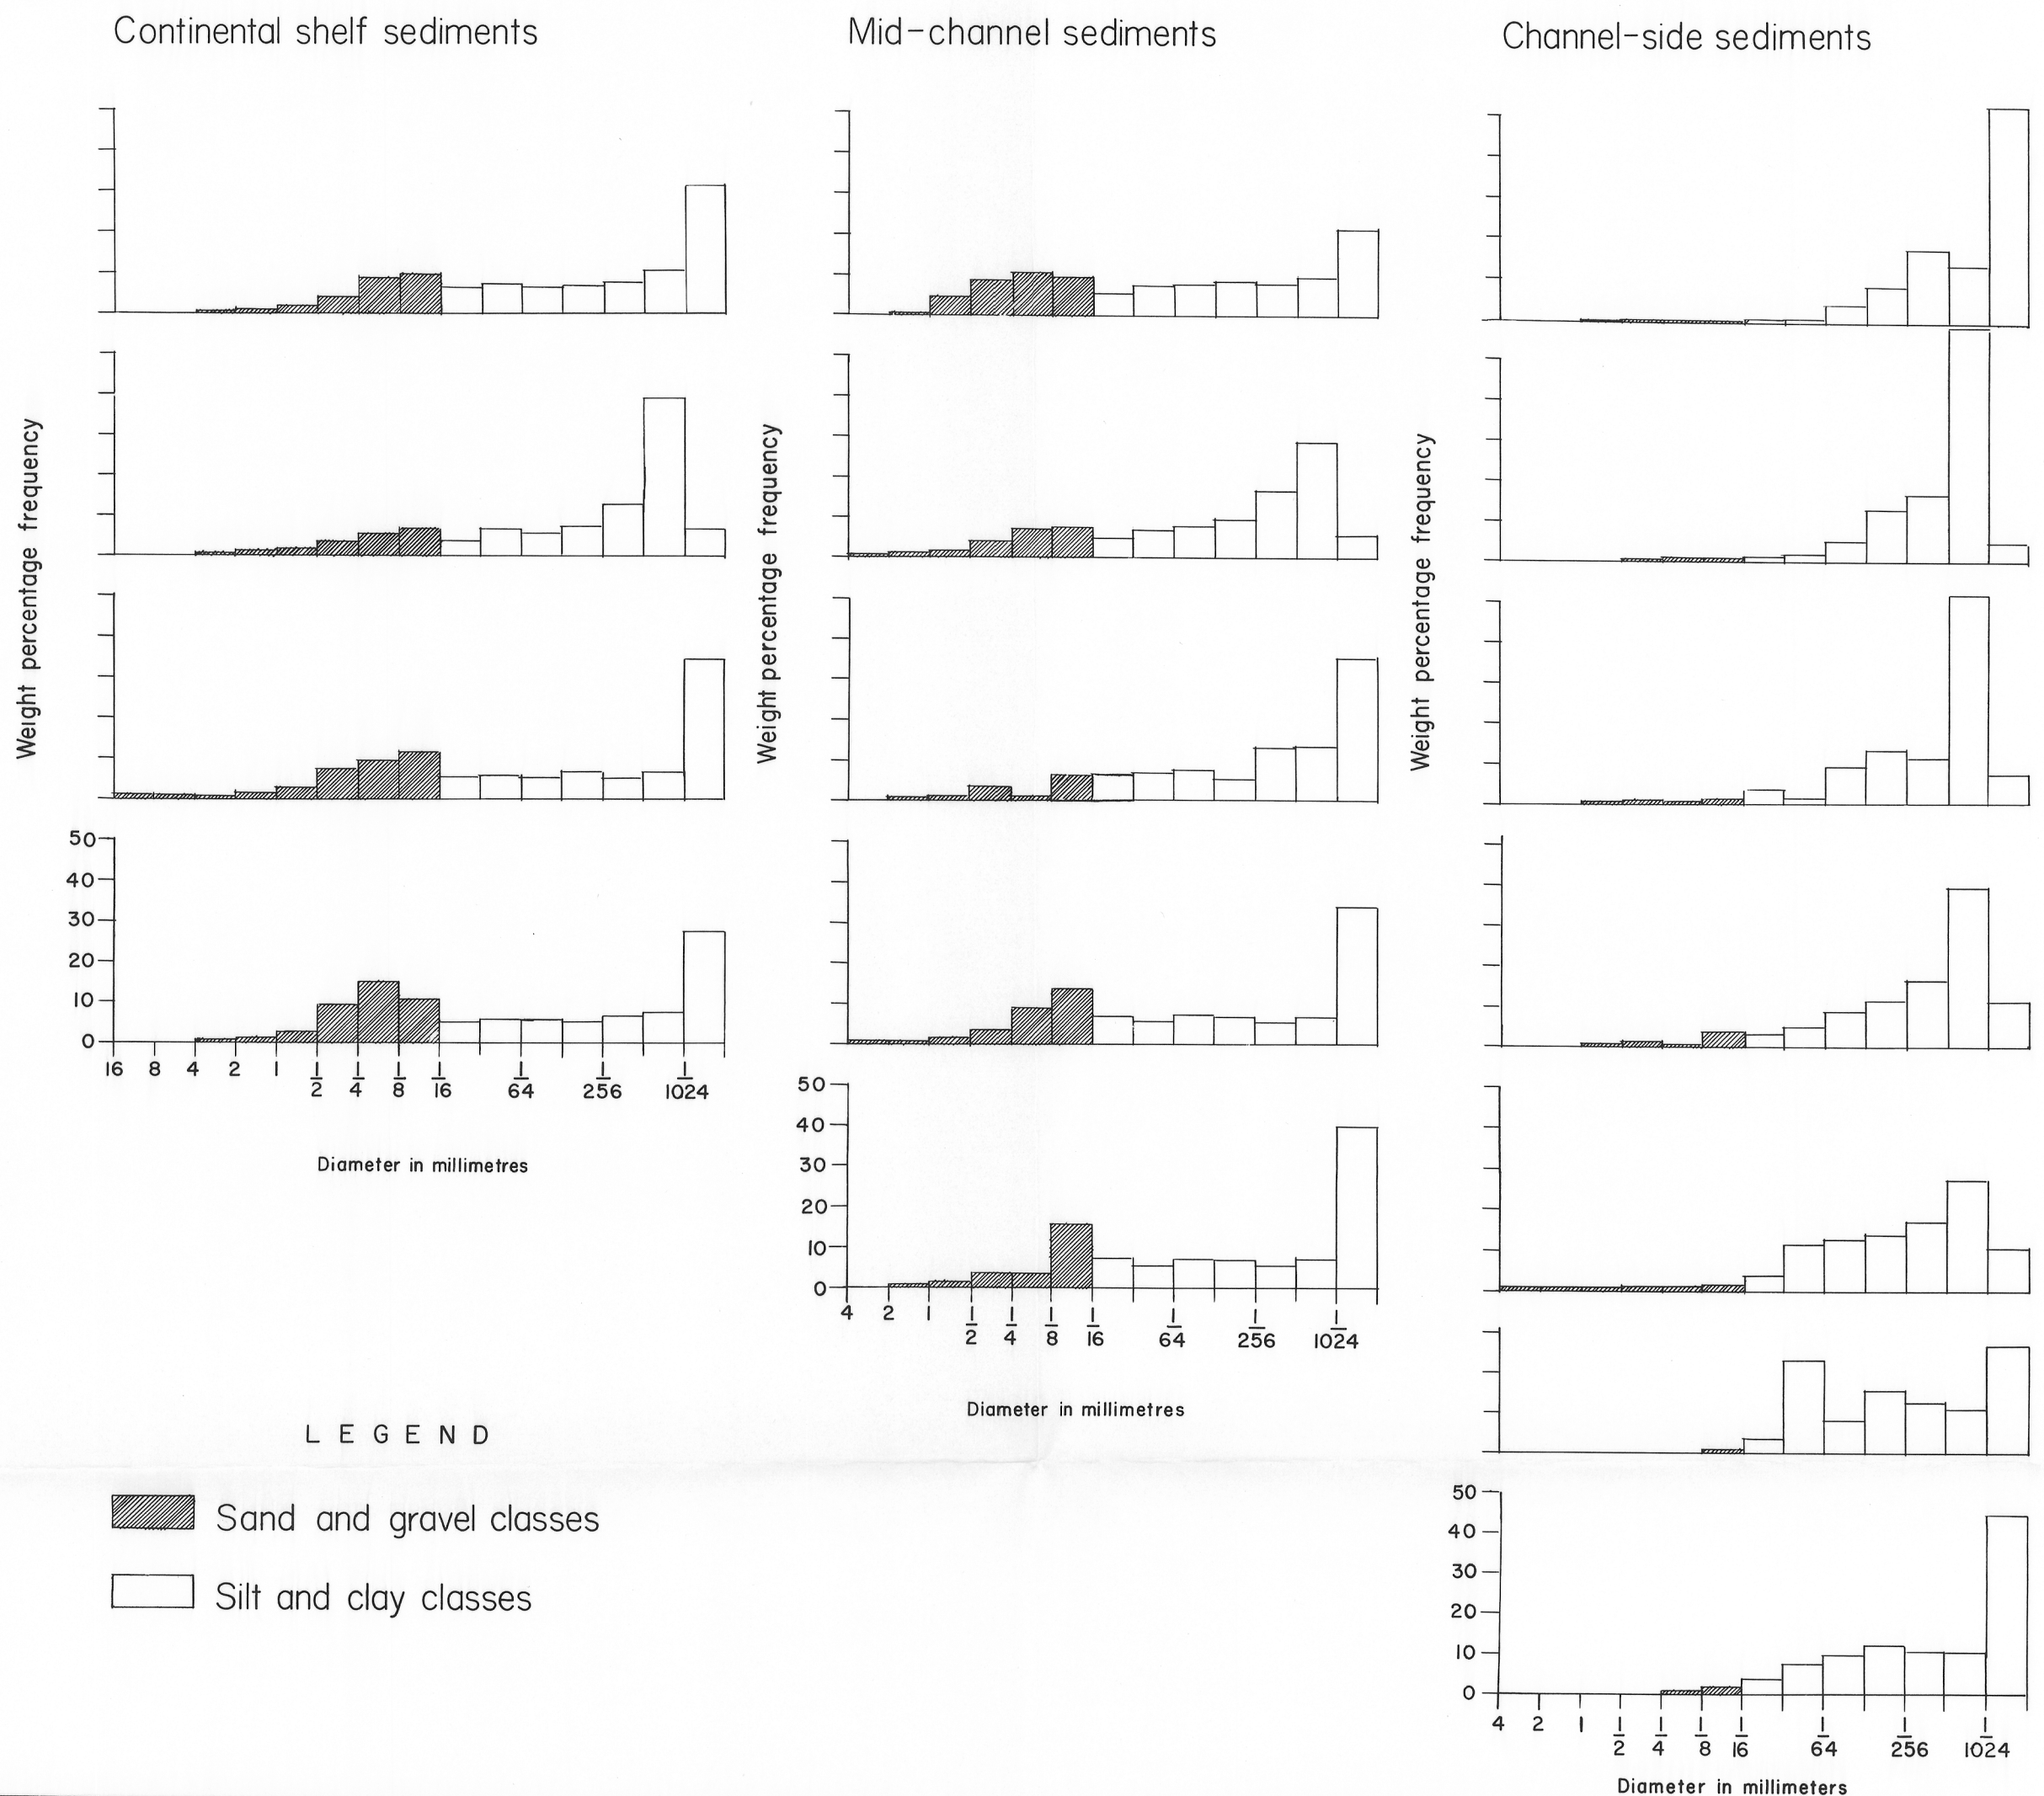 Continental shelf sediments
Weight percentage frequency
50
40
30
20
10
0
16 8 4 2 1 1/2 1/4 1/8 1/16 1/64 1/256 1/1024
Diameter in millimetres
LEGEND
Sand and gravel classes
Silt and clay classes
Mid-channel sediments
Weight percentage frequency
50
40
30
20
10
0
4 2 1 1/2 1/4 1/8 1/16 1/64 1/256 1/1024
Diameter in millimetres
Channel-side sediments
Weight percentage frequency
50
40
30
20
10
0
4 2 1 1/2 1/4 1/8 1/16 1/64 1/256 1/1024
Diameter in millimeters